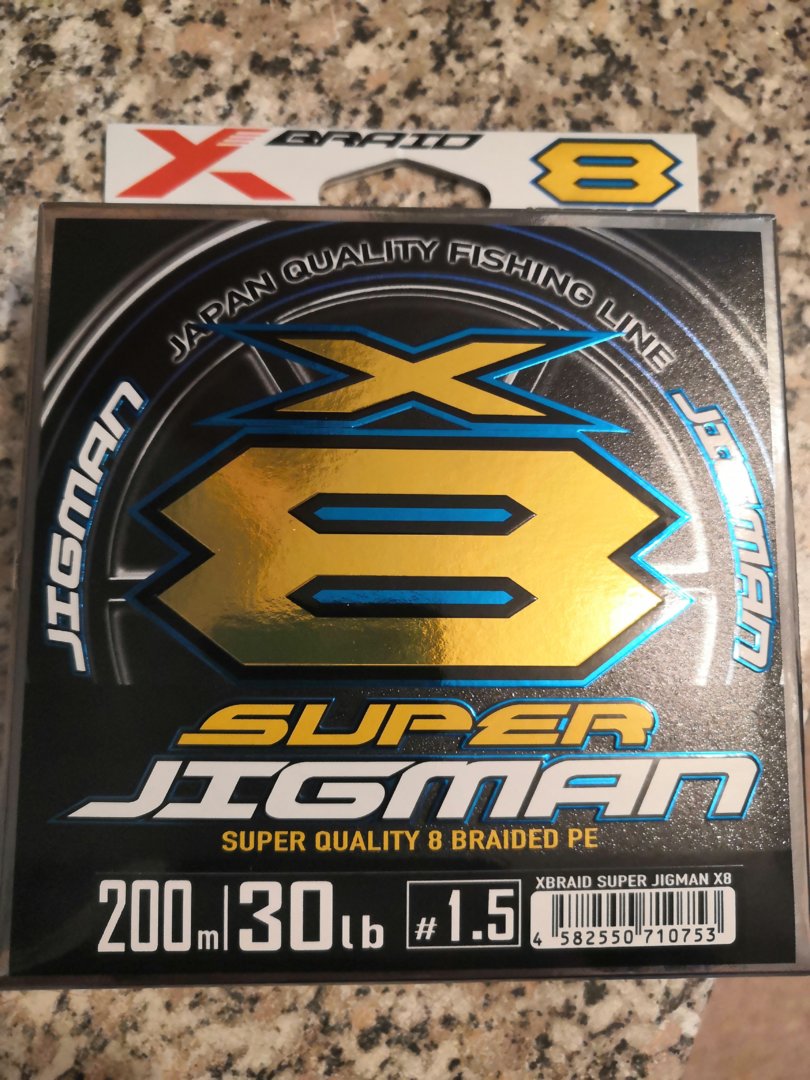 X BRAID 8
JAPAN QUALITY FISHING LINE
JIGMAN
JIGMAN
X
8
SUPER
JIGMAN
SUPER QUALITY 8 BRAIDED PE
200m 30lb #1.5
XBRAID SUPER JIGMAN X8
4 582550 710753